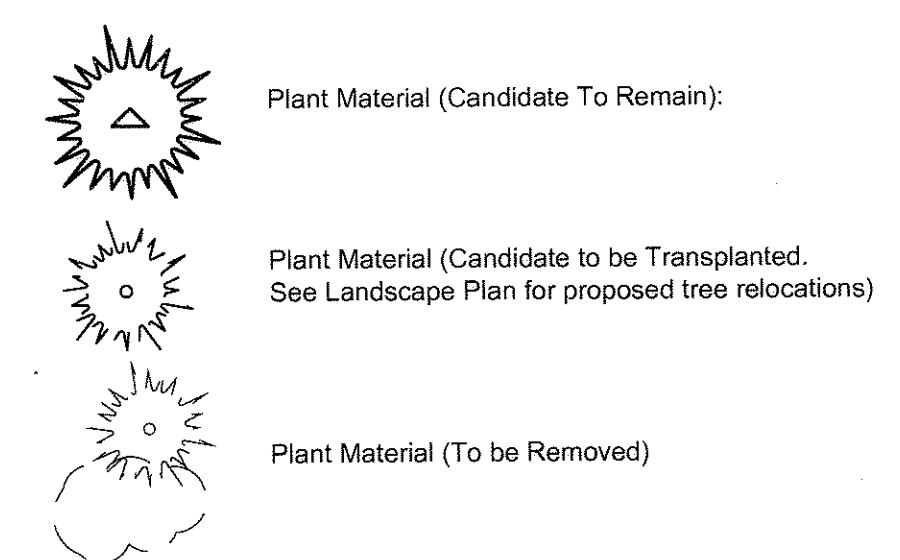 Plant Material (Candidate To Remain):
Plant Material (Candidate to be Transplanted.
See Landscape Plan for proposed tree relocations)
Plant Material (To be Removed)